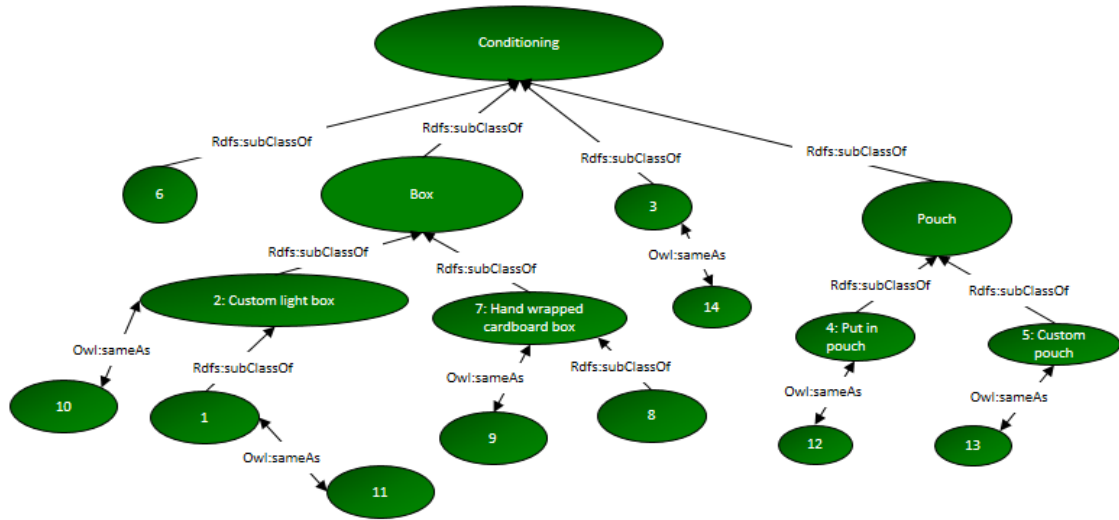 Conditioning
Rdfs:subClassOf
Rdfs:subClassOf
Rdfs:subClassOf
Rdfs:subClassOf
6
Box
3
Pouch
Rdfs:subClassOf
Rdfs:subClassOf
Owl:sameAs
Rdfs:subClassOf
Rdfs:subClassOf
2: Custom light box
7: Hand wrapped
cardboard box
14
4: Put in
pouch
5: Custom
pouch
Owl:sameAs
Rdfs:subClassOf
Owl:sameAs
Rdfs:subClassOf
Owl:sameAs
Owl:sameAs
10
1
9
8
12
13
Owl:sameAs
11